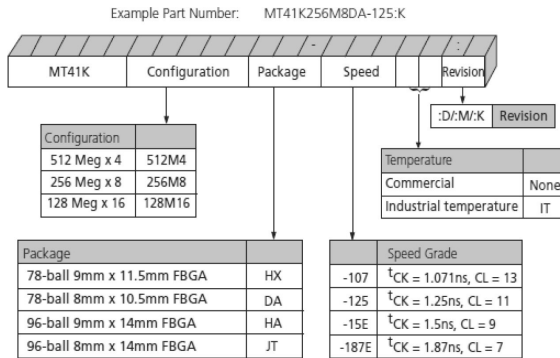 Example Part Number: MT41K256M8DA-125:K
- :
MT41K Configuration Package Speed Revision
:D/:M/:K Revision
Configuration
512 Meg x 4 512M4
256 Meg x 8 256M8
128 Meg x 16 128M16
Temperature
Commercial None
Industrial temperature IT
Package
78-ball 9mm x 11.5mm FBGA HX
78-ball 8mm x 10.5mm FBGA DA
96-ball 9mm x 14mm FBGA HA
96-ball 8mm x 14mm FBGA JT
Speed Grade
-107 tCK = 1.071ns, CL = 13
-125 tCK = 1.25ns, CL = 11
-15E tCK = 1.5ns, CL = 9
-187E tCK = 1.87ns, CL = 7